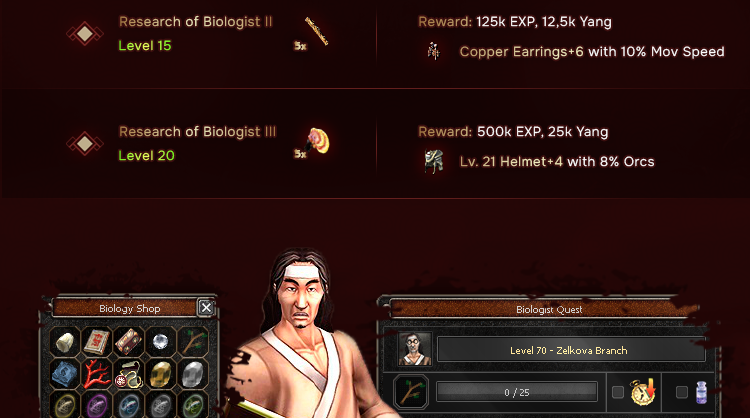 Research of Biologist II
Level 15
5x
Reward: 125k EXP, 12,5k Yang
Copper Earrings+6 with 10% Mov Speed
Research of Biologist III
Level 20
5x
Reward: 500k EXP, 25k Yang
Lv. 21 Helmet+4 with 8% Orcs
Biology Shop
Biologist Quest
Level 70 - Zelkova Branch
0 / 25